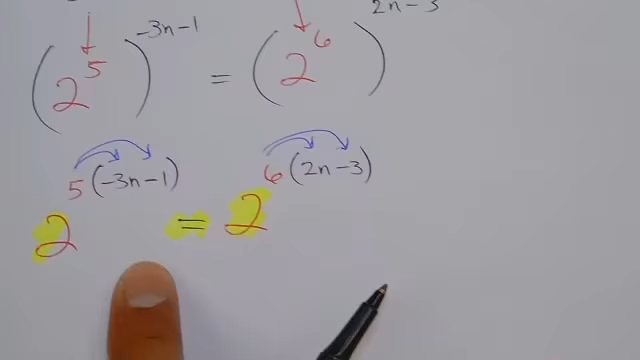 (2^5)^{-3n-1} = (2^6)^{2n-3}
2^{5(-3n-1)} = 2^{6(2n-3)}